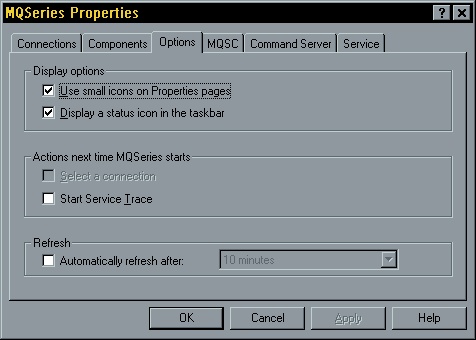 MQSeries Properties
Connections Components Options MQSC Command Server Service
Display options
Use small icons on Properties pages
Display a status icon in the taskbar
Actions next time MQSeries starts
Select a connection
Start Service Trace
Refresh
Automatically refresh after: 10 minutes
OK Cancel Apply Help